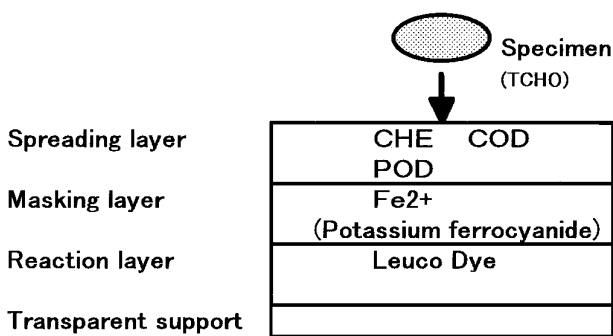 Specimen
(TCHO)
Spreading layer CHE COD
POD
Masking layer Fe2+
(Potassium ferrocyanide)
Reaction layer Leuco Dye
Transparent support